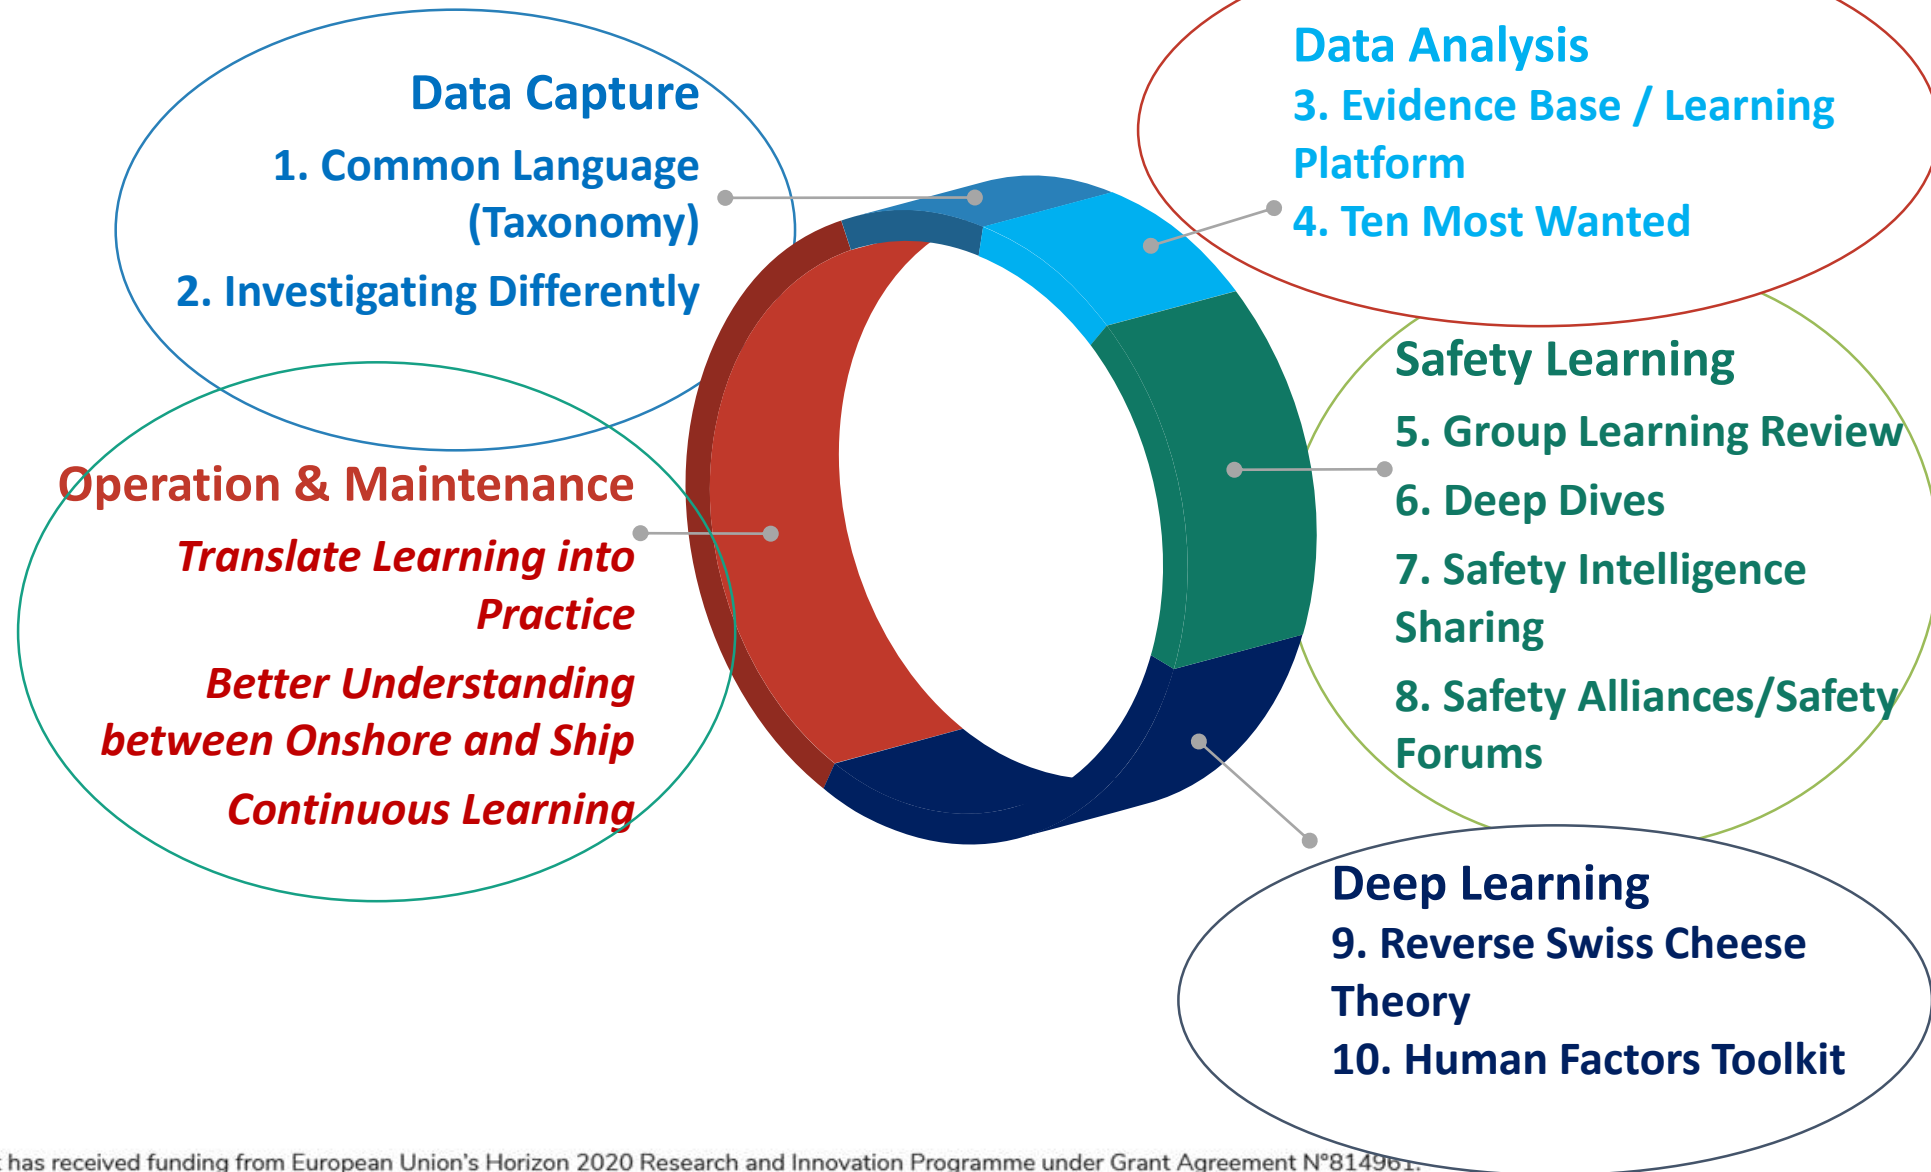 Data Capture
1. Common Language
(Taxonomy)
2. Investigating Differently
Data Analysis
3. Evidence Base / Learning
Platform
4. Ten Most Wanted
Safety Learning
5. Group Learning Review
6. Deep Dives
7. Safety Intelligence
Sharing
8. Safety Alliances/Safety
Forums
Operation & Maintenance
Translate Learning into
Practice
Better Understanding
between Onshore and Ship
Continuous Learning
Deep Learning
9. Reverse Swiss Cheese
Theory
10. Human Factors Toolkit
has received funding from European Union's Horizon 2020 Research and Innovation Programme under Grant Agreement N°814961.